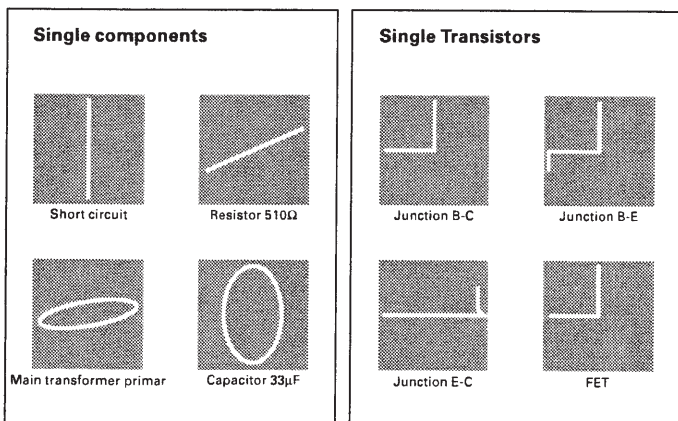 Single components
Short circuit
Resistor 510Ω
Main transformer primar
Capacitor 33µF
Single Transistors
Junction B-C
Junction B-E
Junction E-C
FET